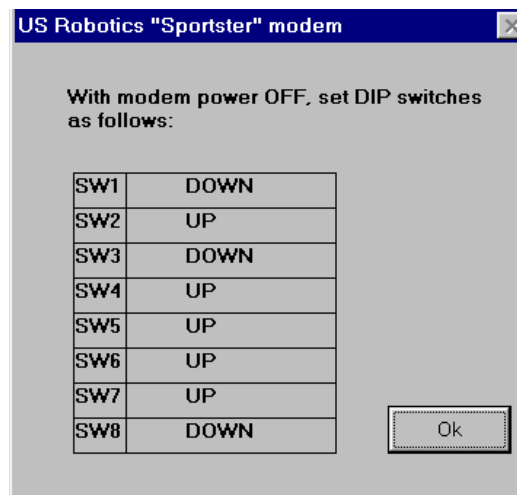 US Robotics "Sportster" modem
With modem power OFF, set DIP switches
as follows:
SW1 DOWN
SW2 UP
SW3 DOWN
SW4 UP
SW5 UP
SW6 UP
SW7 UP
SW8 DOWN
Ok